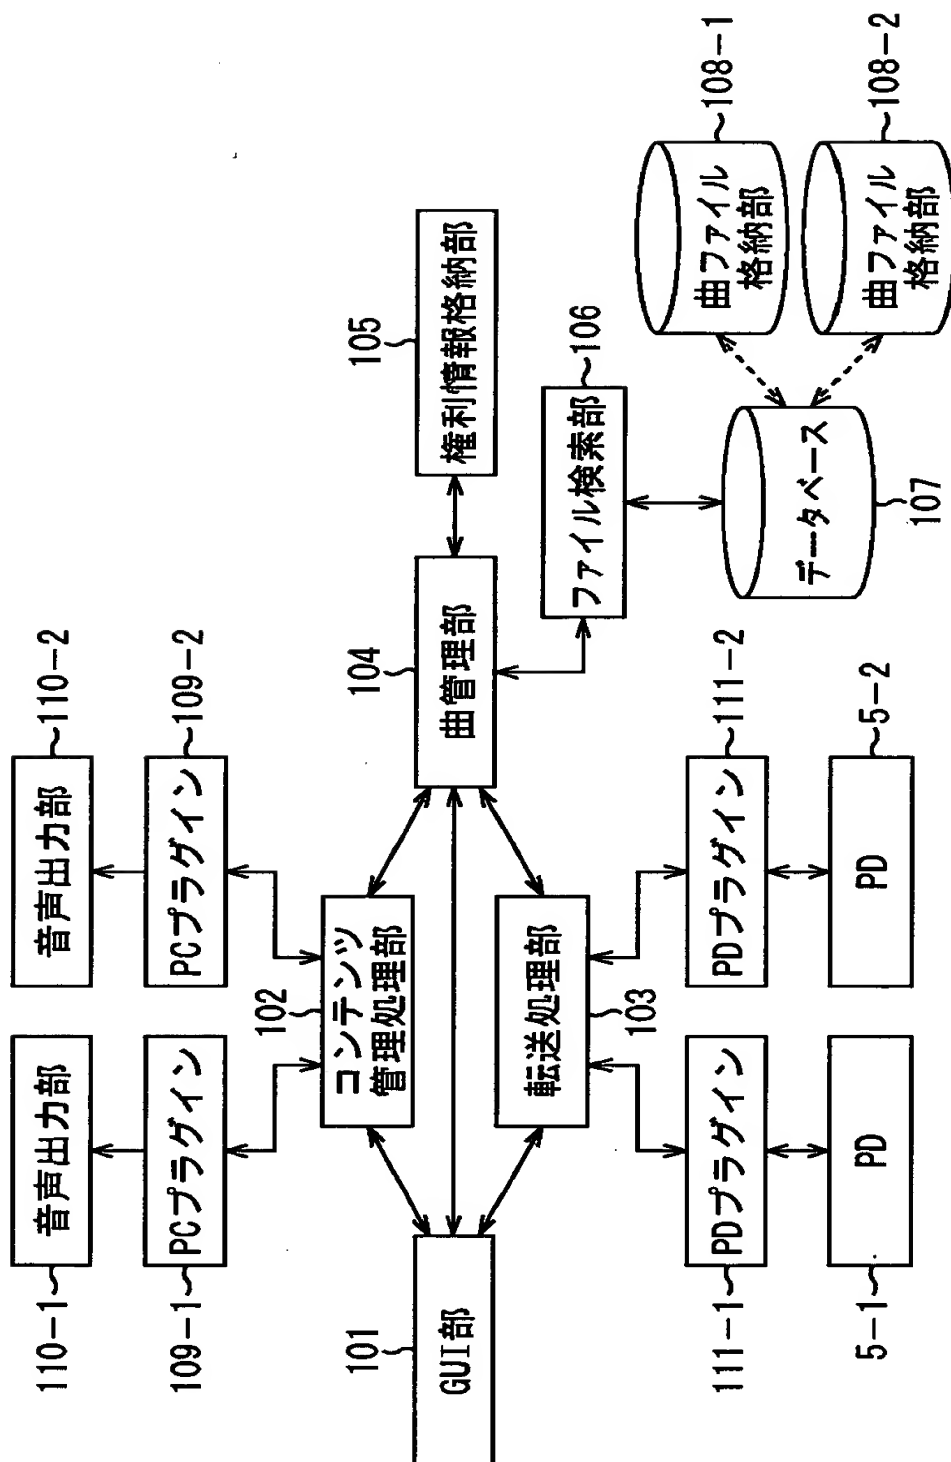 110-1
音声出力部
110-2
音声出力部
109-1
PCプラグイン
109-2
PCプラグイン
101
GUI部
102
コンテンツ
管理処理部
104
曲管理部
105
権利情報格納部
転送処理部
103
106
ファイル検索部
111-1
PDプラグイン
111-2
PDプラグイン
5-1
PD
5-2
PD
データベース
107
曲ファイル
格納部
108-1
曲ファイル
格納部
108-2